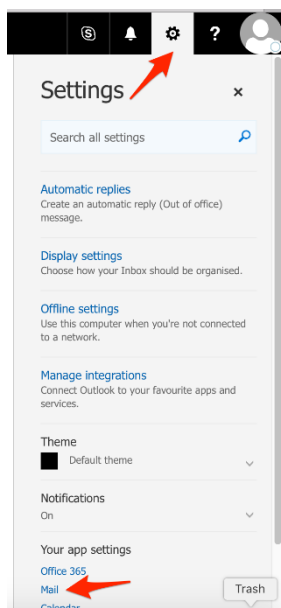 ?
Settings
×
Search all settings
Automatic replies
Create an automatic reply (Out of office)
message.
Display settings
Choose how your Inbox should be organised.
Offline settings
Use this computer when you're not connected
to a network.
Manage integrations
Connect Outlook to your favourite apps and
services.
Theme
Default theme
Notifications
On
Your app settings
Office 365
Mail
Trash
Calendar